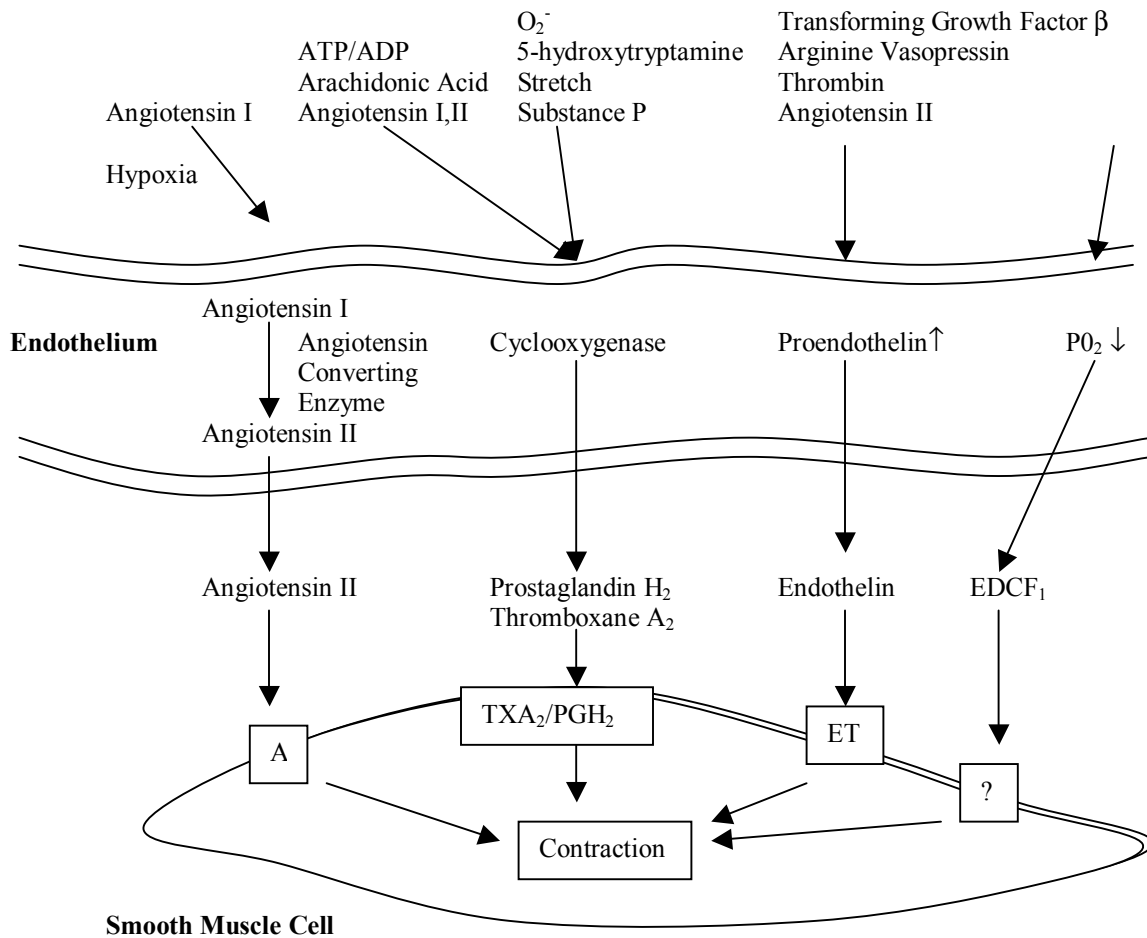 O₂⁻
5-hydroxytryptamine
Stretch
Substance P
ATP/ADP
Arachidonic Acid
Angiotensin I,II
Transforming Growth Factor β
Arginine Vasopressin
Thrombin
Angiotensin II
Angiotensin I
Hypoxia
Endothelium
Angiotensin I
Angiotensin
Converting
Enzyme
Angiotensin II
Cyclooxygenase
Proendothelin↑
P0₂ ↓
Angiotensin II
Prostaglandin H₂
Thromboxane A₂
Endothelin
EDCF₁
A
TXA₂/PGH₂
ET
?
Contraction
Smooth Muscle Cell